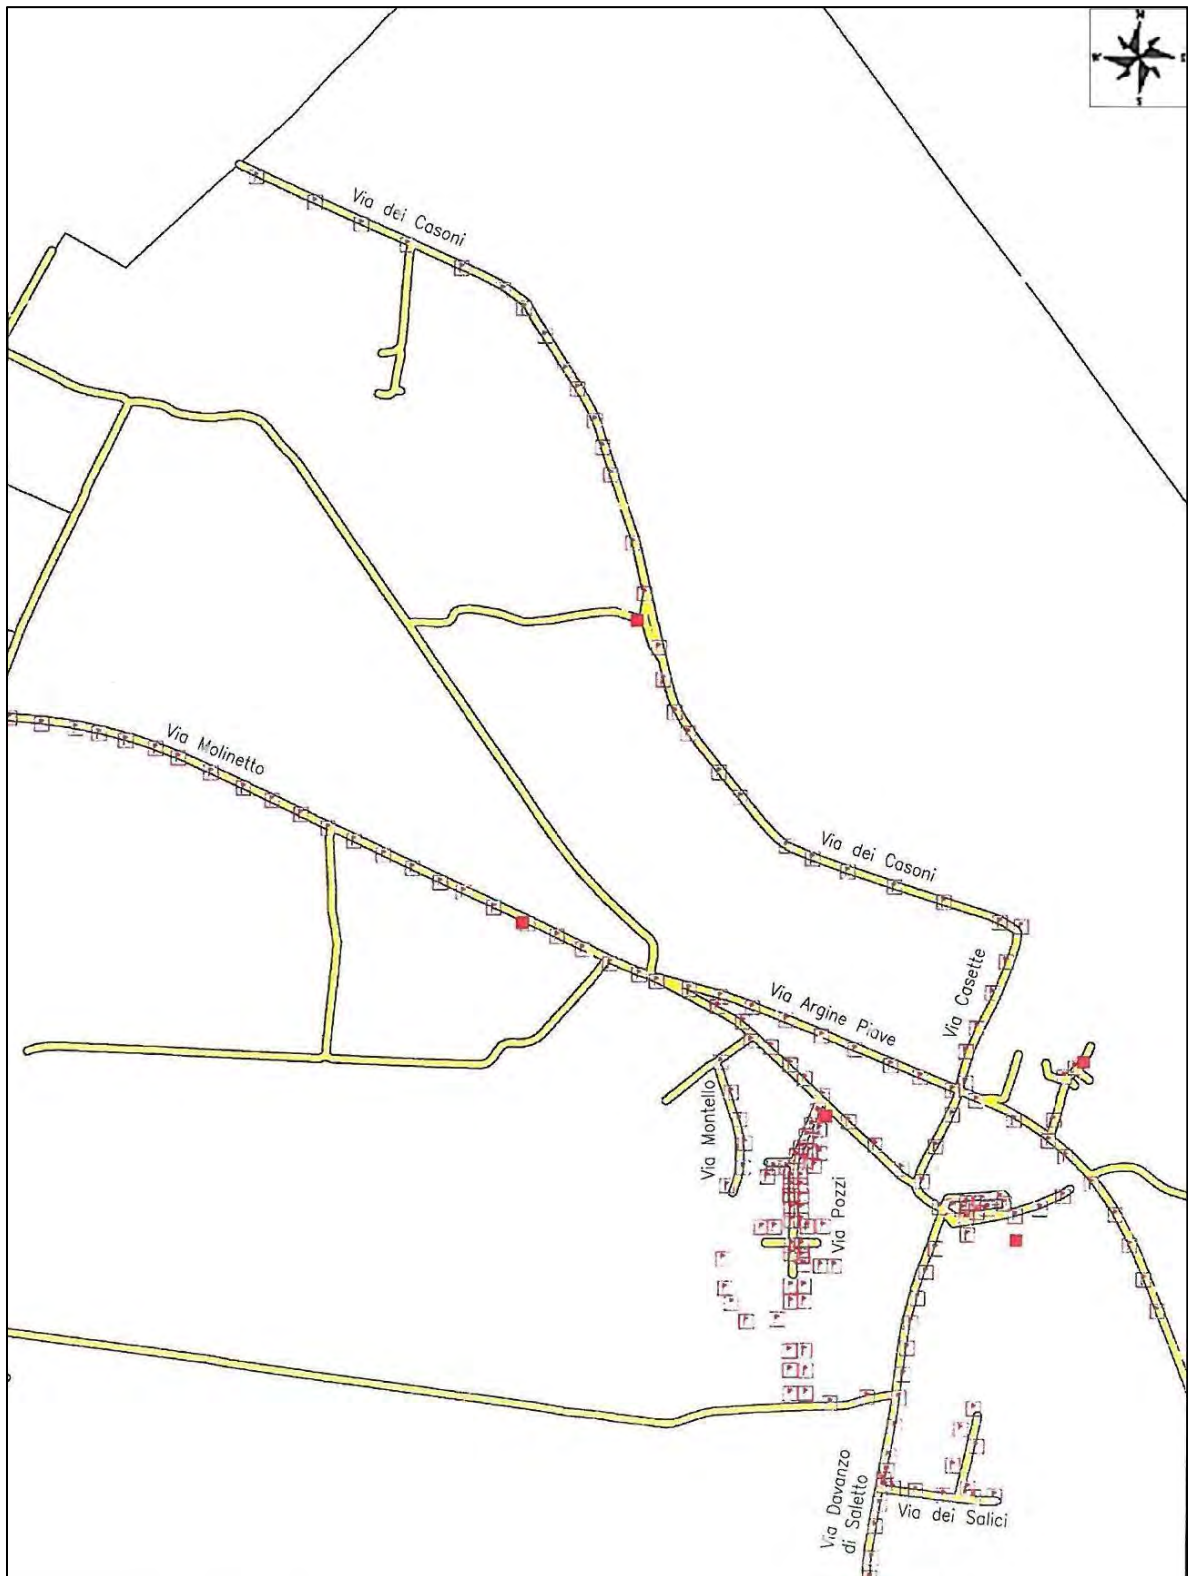 Via dei Casoni
Via Molinetto
Via dei Casoni
Via Casette
Via Argine Piave
Via Montello
Via Pozzi
Via Davanzo
di Saletto
Via dei Salici